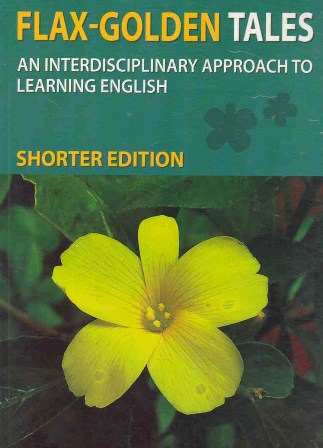 FLAX-GOLDEN TALES
AN INTERDISCIPLINARY APPROACH TO
LEARNING ENGLISH
SHORTER EDITION